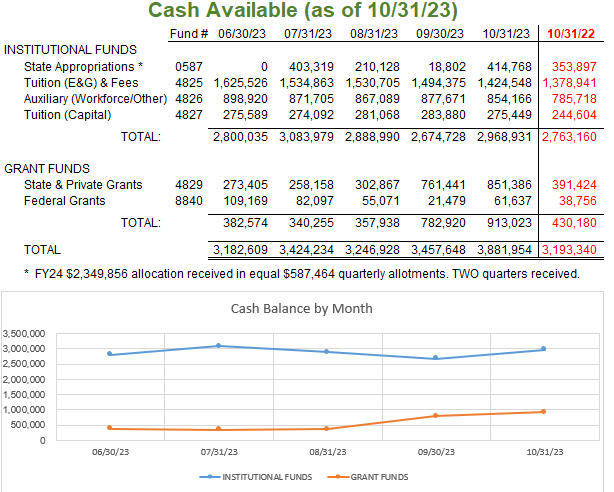 Cash Available (as of 10/31/23)
Fund # 06/30/23 07/31/23 08/31/23 09/30/23 10/31/23 10/31/22
INSTITUTIONAL FUNDS
State Appropriations * 0587 0 403,319 210,128 18,802 414,768 353,897
Tuition (E&G) & Fees 4825 1,625,526 1,534,863 1,530,705 1,494,375 1,424,548 1,378,941
Auxiliary (Workforce/Other) 4826 898,920 871,705 867,089 877,671 854,166 785,718
Tuition (Capital) 4827 275,589 274,092 281,068 283,880 275,449 244,604
TOTAL: 2,800,035 3,083,979 2,888,990 2,674,728 2,968,931 2,763,160
GRANT FUNDS
State & Private Grants 4829 273,405 258,158 302,867 761,441 851,386 391,424
Federal Grants 8840 109,169 82,097 55,071 21,479 61,637 38,756
TOTAL: 382,574 340,255 357,938 782,920 913,023 430,180
TOTAL 3,182,609 3,424,234 3,246,928 3,457,648 3,881,954 3,193,340
* FY24 $2,349,856 allocation received in equal $587,464 quarterly allotments. TWO quarters received.
Cash Balance by Month
3,500,000
3,000,000
2,500,000
2,000,000
1,500,000
1,000,000
500,000
0
06/30/23 07/31/23 08/31/23 09/30/23 10/31/23
INSTITUTIONAL FUNDS GRANT FUNDS